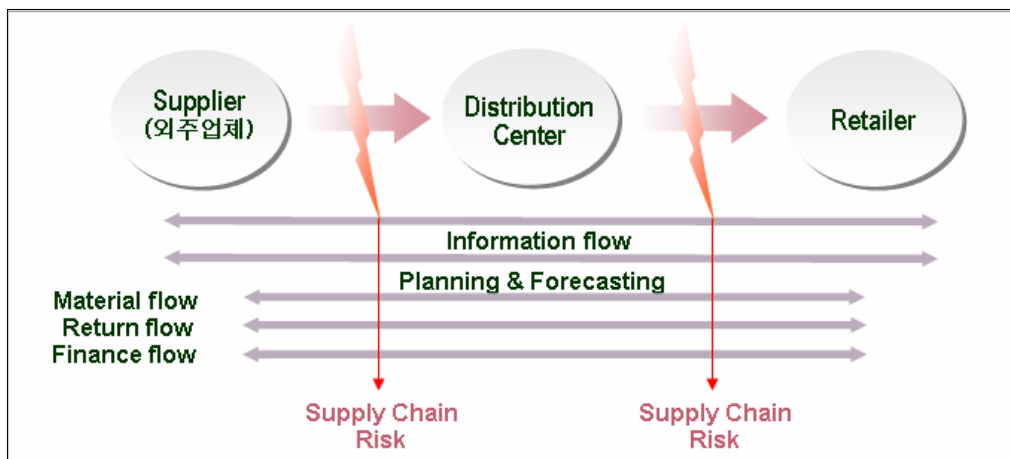 Supplier
(외주업체)
Distribution
Center
Retailer
Information flow
Planning & Forecasting
Material flow
Return flow
Finance flow
Supply Chain
Risk
Supply Chain
Risk